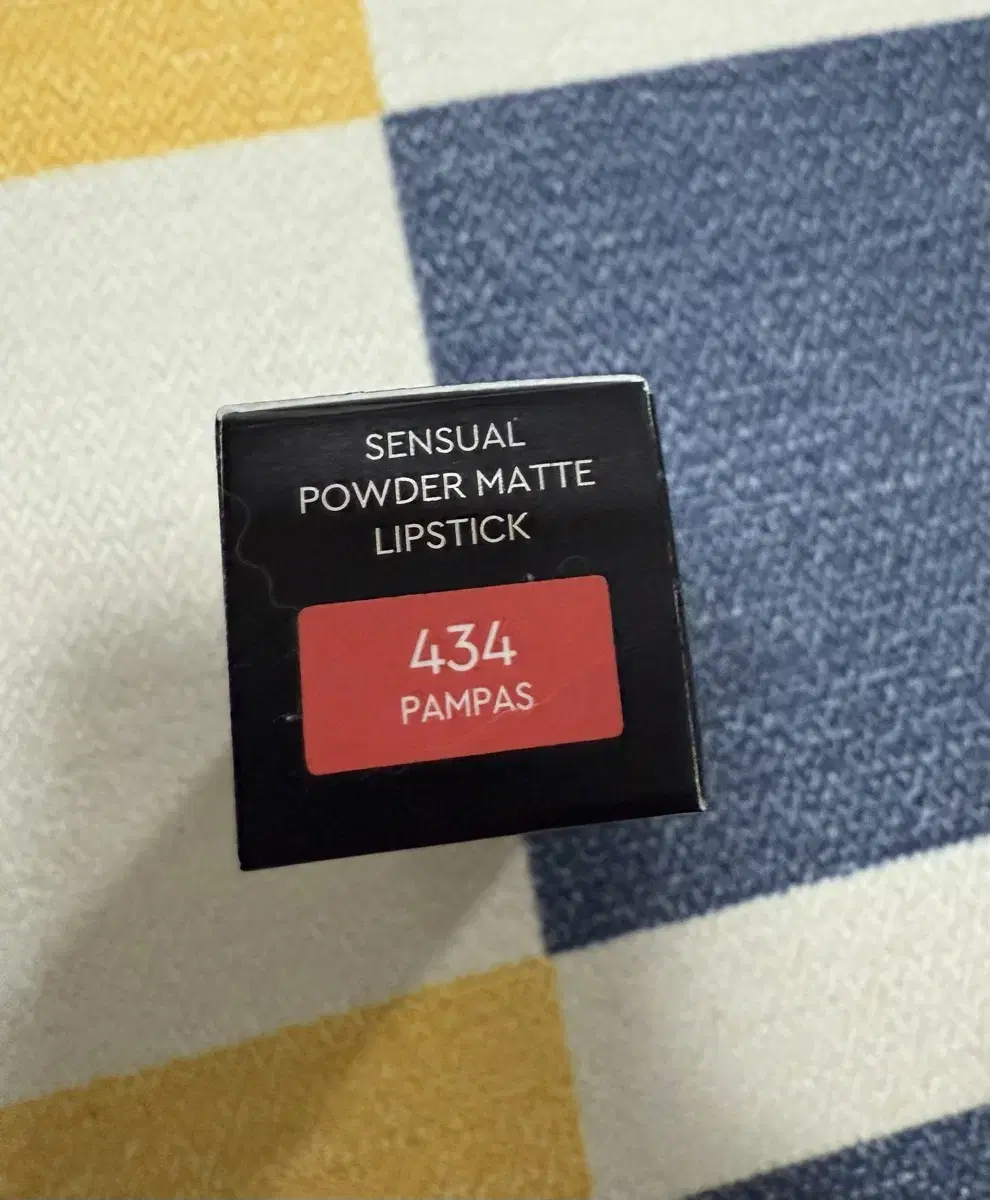 SENSUAL
POWDER MATTE
LIPSTICK
434
PAMPAS